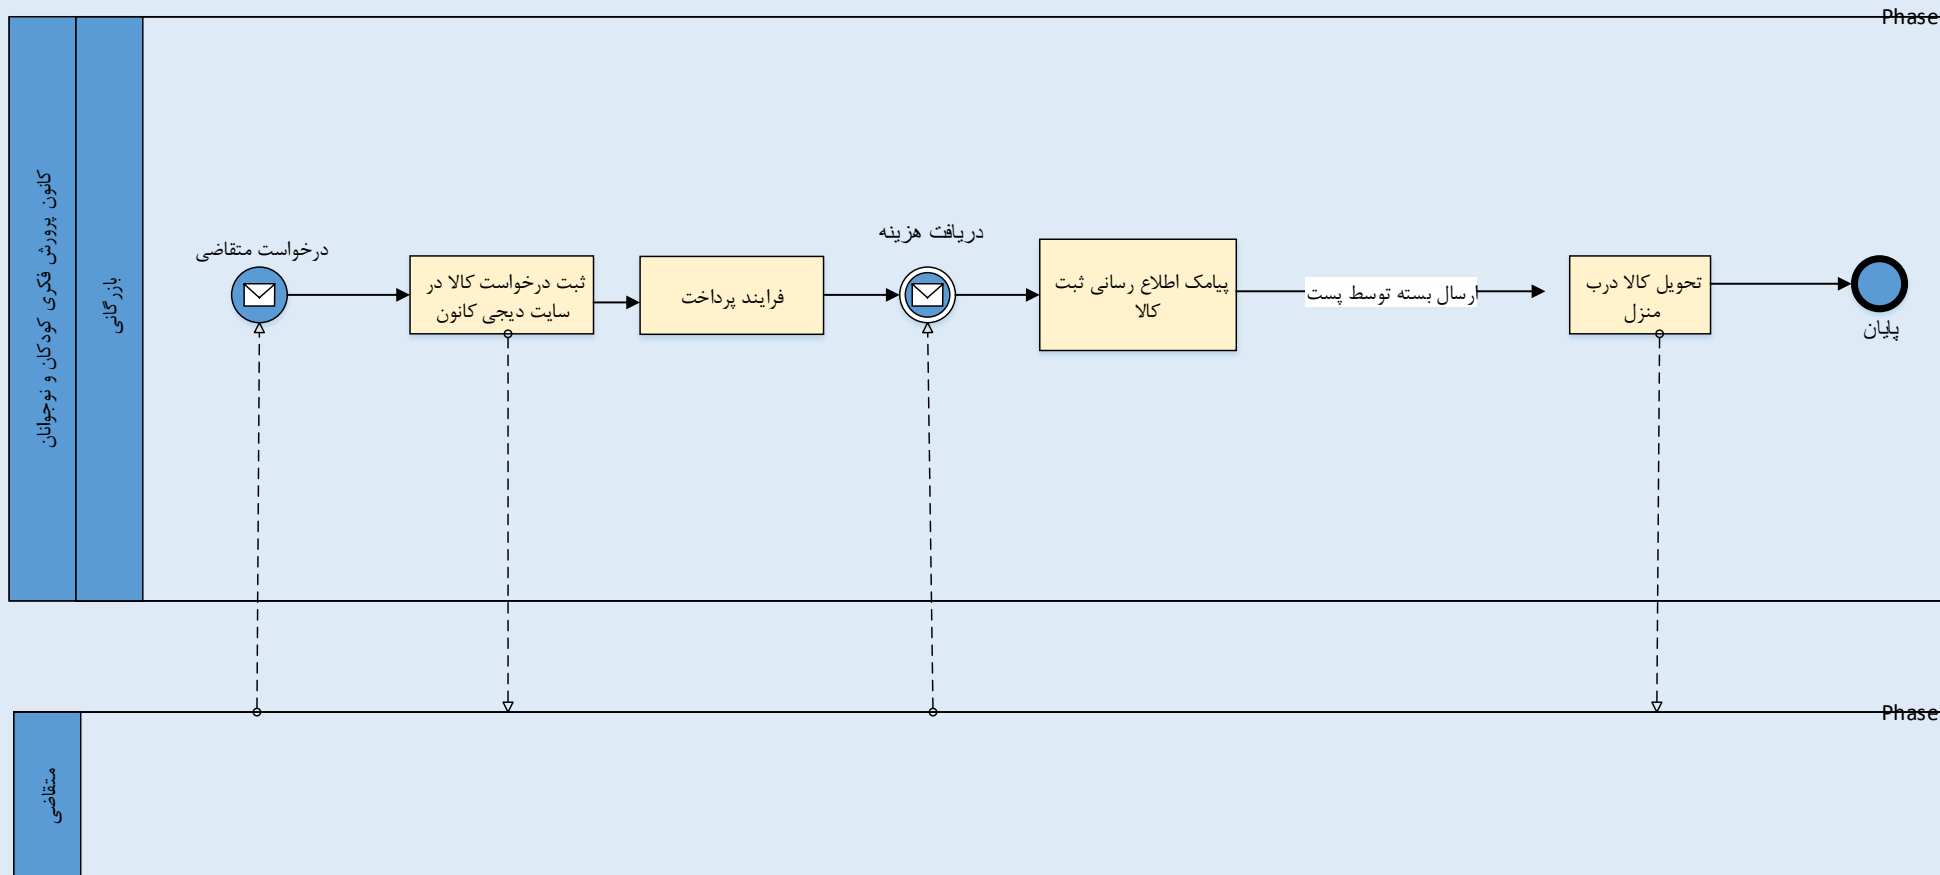 Phase
کانون پرورش فکری کودکان و نوجوانان
بازرگانی
درخواست متقاضی
ثبت درخواست کالا در
سایت دیجی کانون
فرایند پرداخت
دریافت هزینه
پیامک اطلاع رسانی ثبت
کالا
ارسال بسته توسط پست
تحویل کالا درب
منزل
پایان
Phase
متقاضی